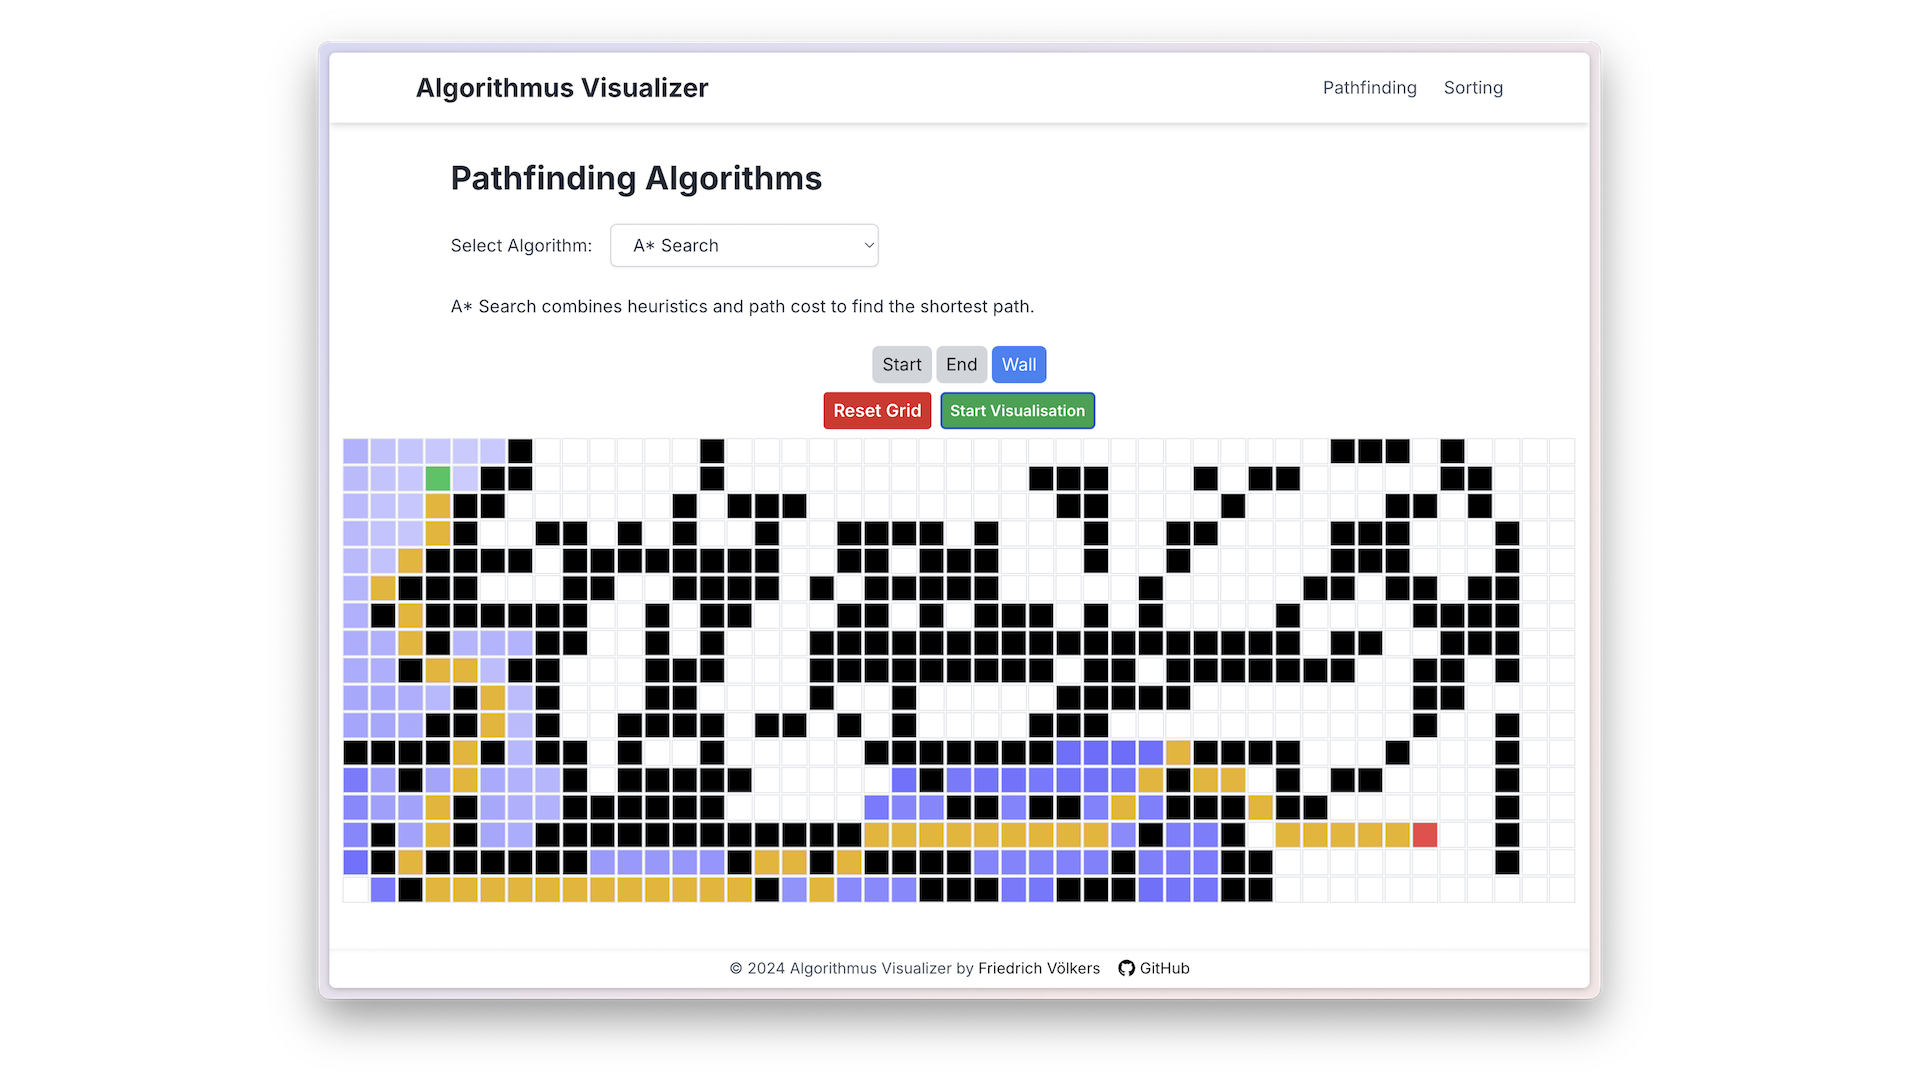 Algorithmus Visualizer
Pathfinding Sorting
Pathfinding Algorithms
Select Algorithm: A* Search
A* Search combines heuristics and path cost to find the shortest path.
Start End Wall
Reset Grid Start Visualisation
© 2024 Algorithmus Visualizer by Friedrich Völkers GitHub